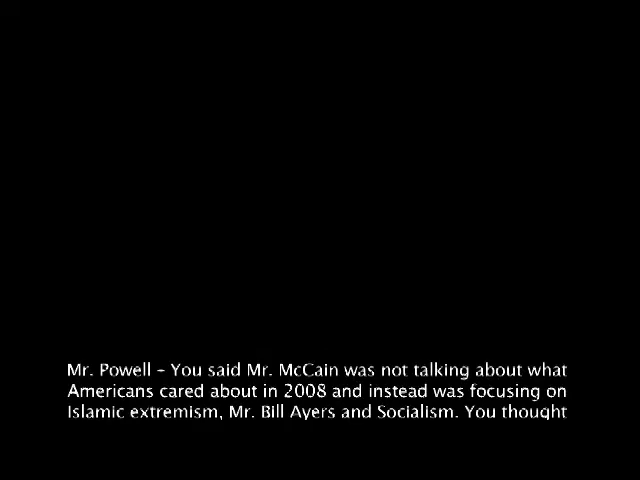 Mr. Powell - You said Mr. McCain was not talking about what
Americans cared about in 2008 and instead was focusing on
Islamic extremism, Mr. Bill Ayers and Socialism. You thought